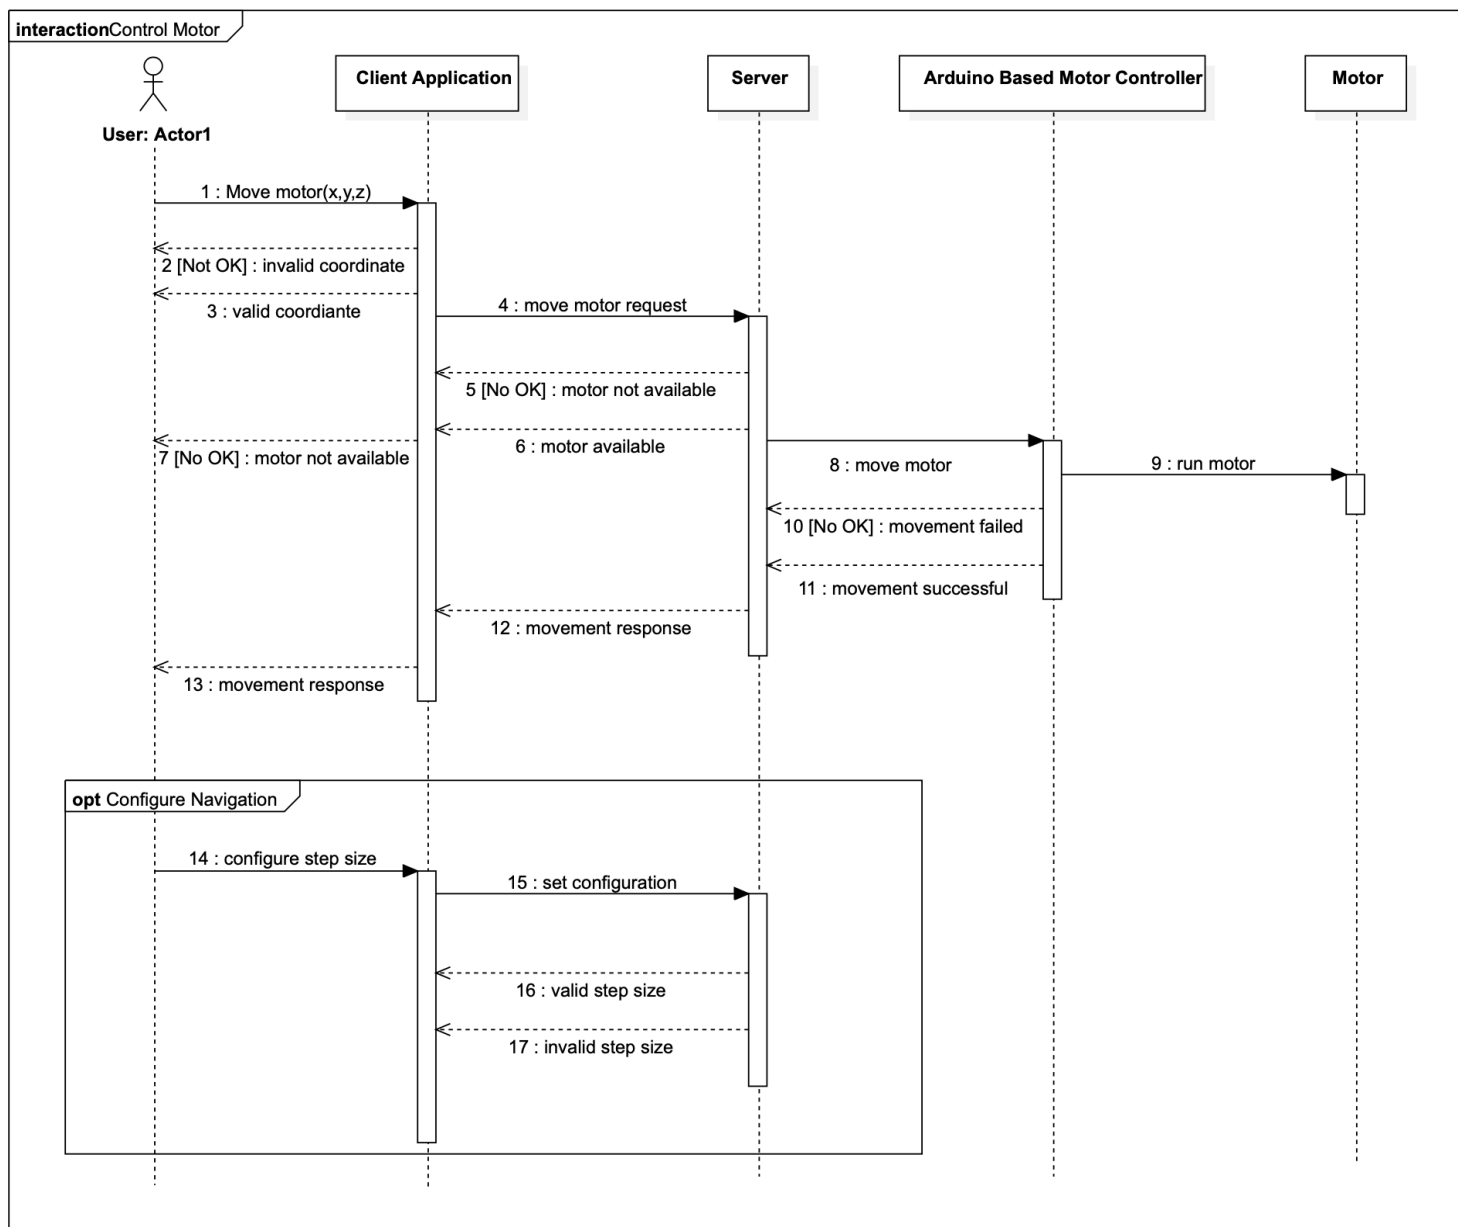 interactionControl Motor
Client Application
Server
Arduino Based Motor Controller
Motor
User: Actor1
1 : Move motor(x,y,z)
2 [Not OK] : invalid coordinate
3 : valid coordiante
4 : move motor request
5 [No OK] : motor not available
6 : motor available
7 [No OK] : motor not available
8 : move motor
9 : run motor
10 [No OK] : movement failed
11 : movement successful
12 : movement response
13 : movement response
opt Configure Navigation
14 : configure step size
15 : set configuration
16 : valid step size
17 : invalid step size